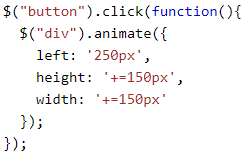 $("button").click(function(){
  $("div").animate({
    left: '250px',
    height: '+=150px',
    width: '+=150px'
  });
});